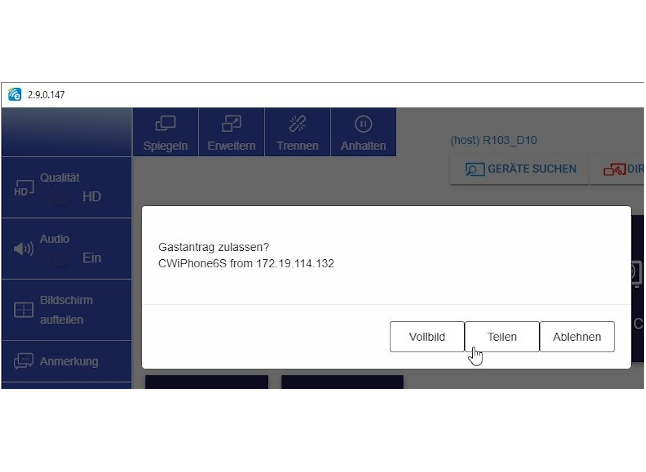 2.9.0.147
Spiegeln Erweitern Trennen Anhalten
(host) R103_D10
GERÄTE SUCHEN
DIR
Qualität
HD HD
Audio
Ein
Gastantrag zulassen?
CWiPhone6S from 172.19.114.132
Bildschirm
aufteilen
C
Vollbild Teilen Ablehnen
Anmerkung